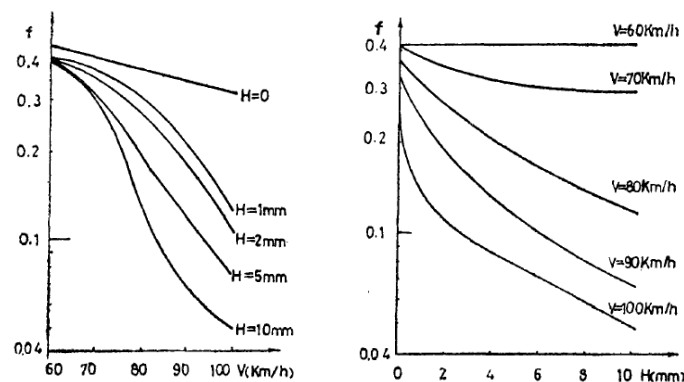 f
0.4
0.3
0.2
0.1
0.04
60 70 80 90 100 V(Km/h)
H=0
H=1mm
H=2mm
H=5mm
H=10mm
f
0.4
0.3
0.2
0.1
0.04
0 2 4 6 8 10 H(mm)
V=60Km/h
V=70Km/h
V=80Km/h
V=90Km/h
V=100Km/h